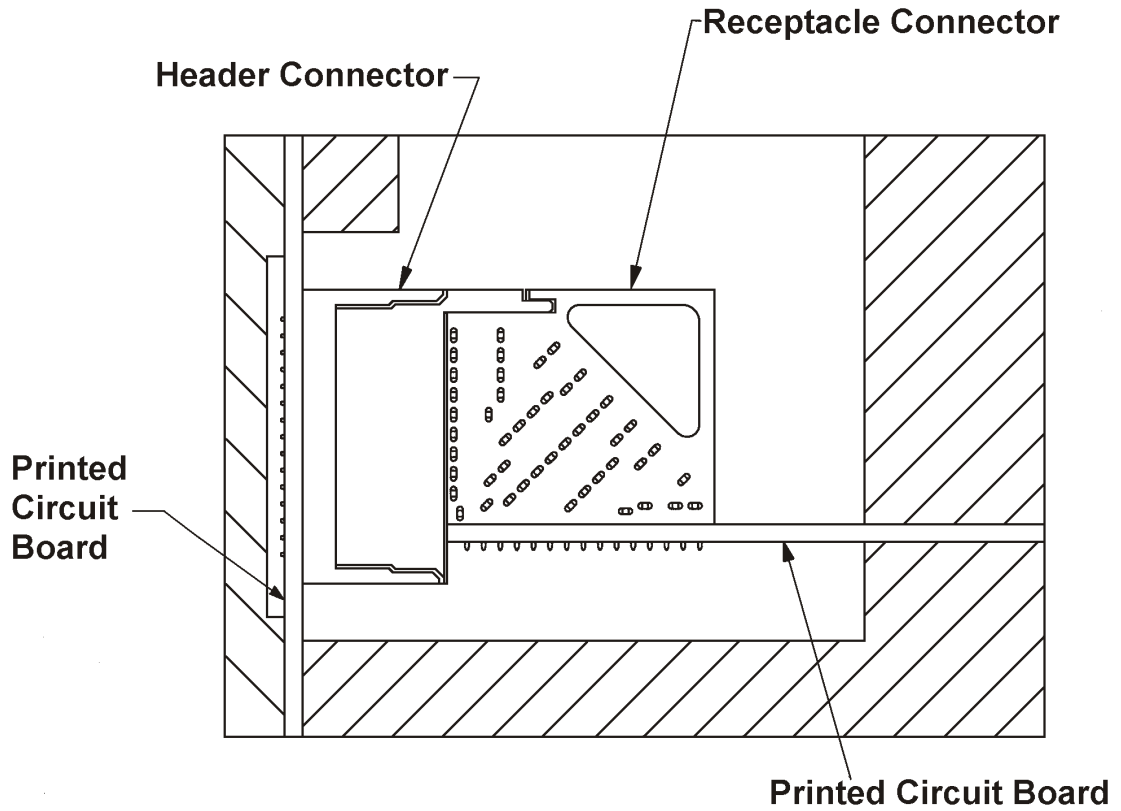 Receptacle Connector
Header Connector
Printed
Circuit
Board
Printed Circuit Board